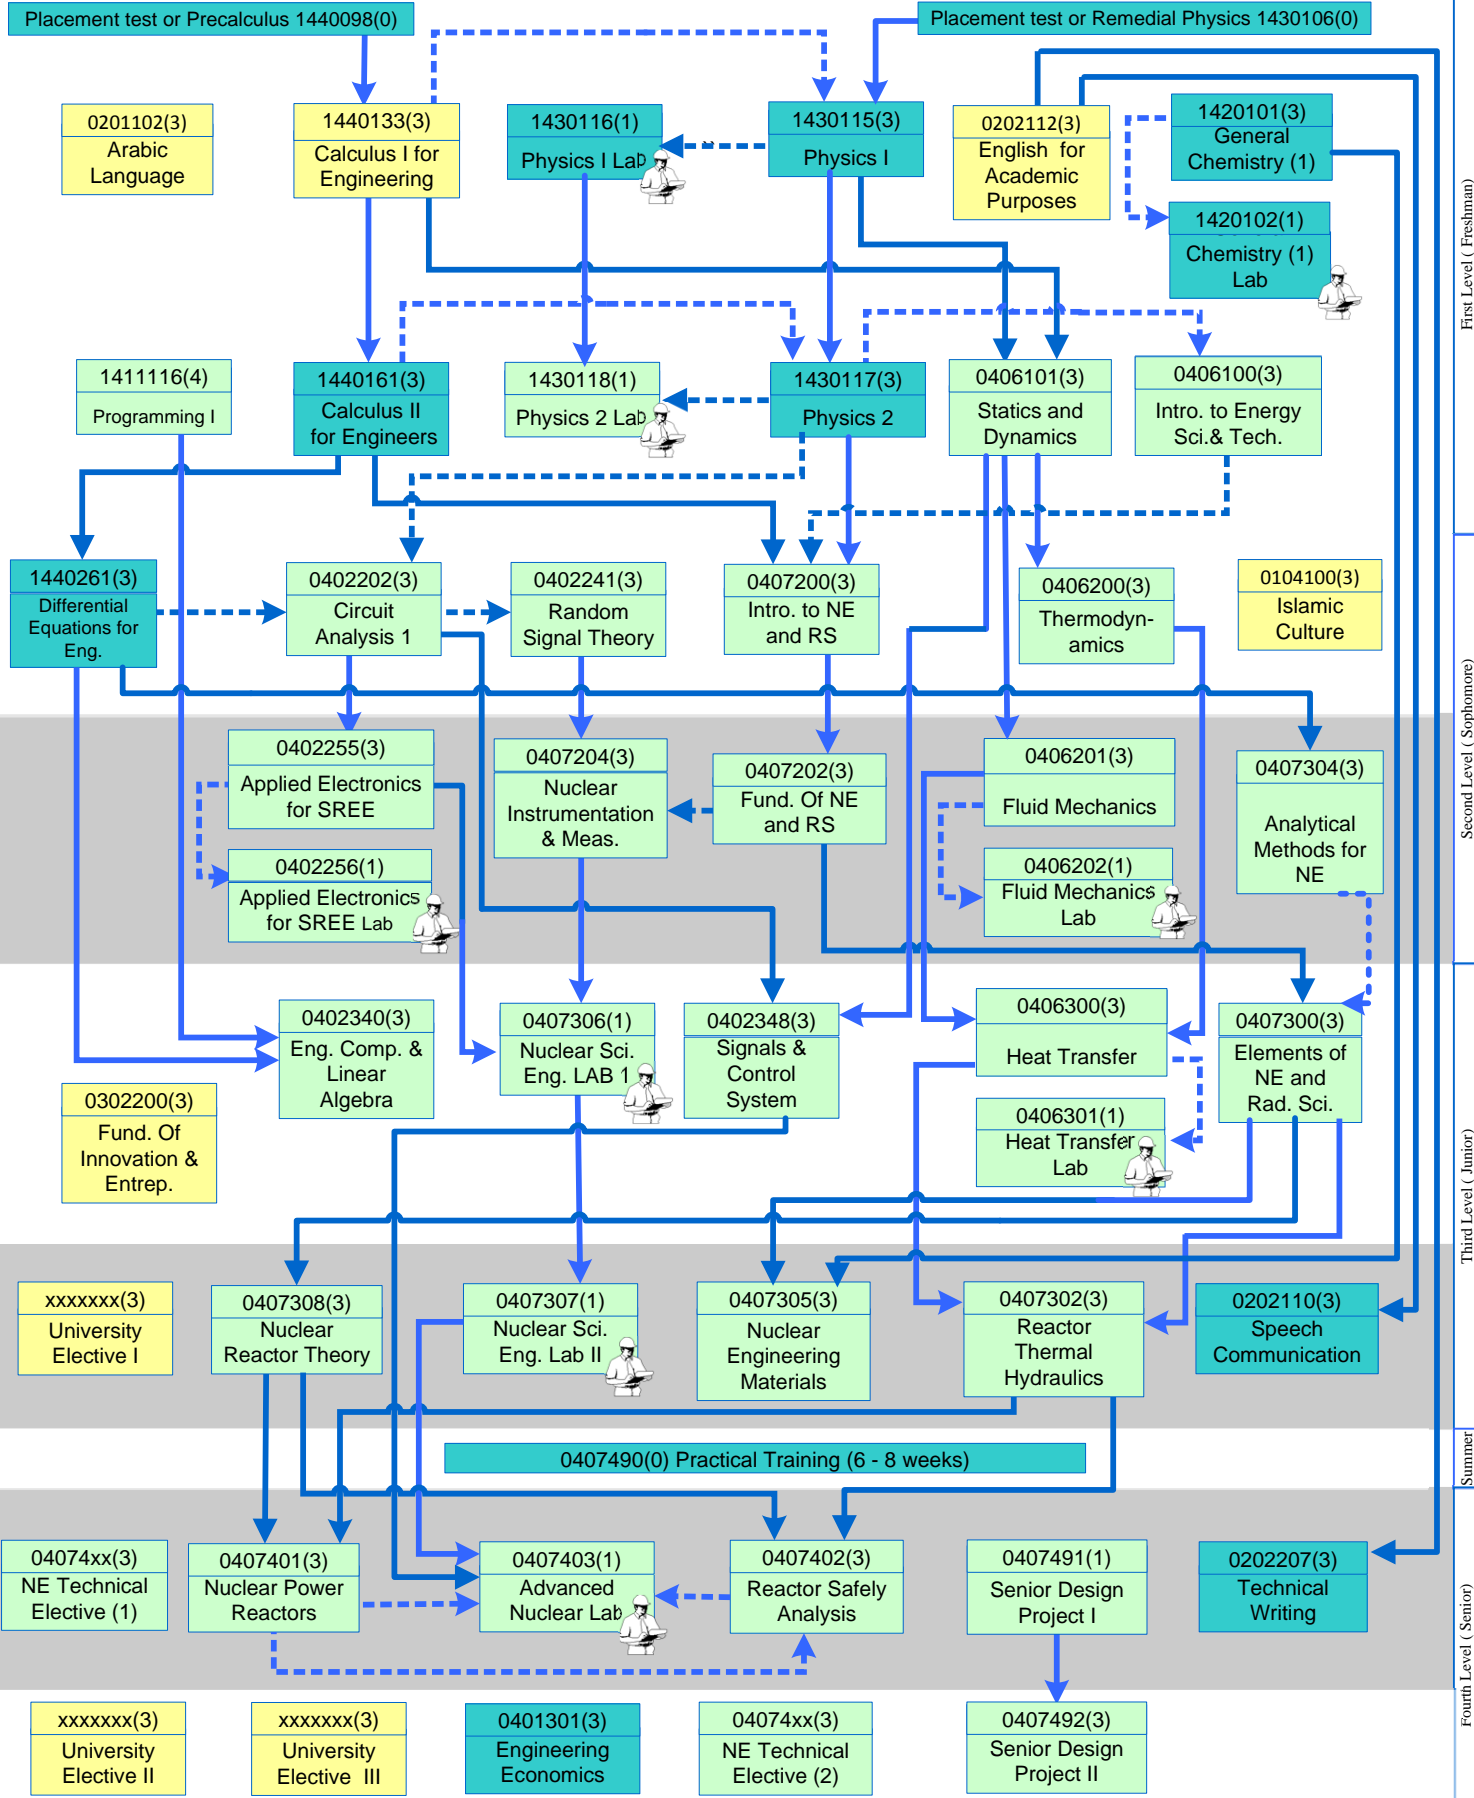 Placement test or Precalculus 1440098(0)
Placement test or Remedial Physics 1430106(0)
0201102(3)
Arabic
Language
1440133(3)
Calculus I for
Engineering
1430116(1)
Physics I Lab
1430115(3)
Physics I
0202112(3)
English for
Academic
Purposes
1420101(3)
General
Chemistry (1)
1420102(1)
Chemistry (1)
Lab
First Level ( Freshman)
1411116(4)
Programming I
1440161(3)
Calculus II
for Engineers
1430118(1)
Physics 2 Lab
1430117(3)
Physics 2
0406101(3)
Statics and
Dynamics
0406100(3)
Intro. to Energy
Sci.& Tech.
1440261(3)
Differential
Equations for
Eng.
0402202(3)
Circuit
Analysis 1
0402241(3)
Random
Signal Theory
0407200(3)
Intro. to NE
and RS
0406200(3)
Thermodyn-
amics
0104100(3)
Islamic
Culture
Second Level ( Sophomore)
0402255(3)
Applied Electronics
for SREE
0407204(3)
Nuclear
Instrumentation
& Meas.
0407202(3)
Fund. Of NE
and RS
0406201(3)
Fluid Mechanics
0407304(3)
Analytical
Methods for
NE
0402256(1)
Applied Electronics
for SREE Lab
0406202(1)
Fluid Mechanics
Lab
0402340(3)
Eng. Comp. &
Linear
Algebra
0407306(1)
Nuclear Sci.
Eng. LAB 1
0402348(3)
Signals &
Control
System
0406300(3)
Heat Transfer
0407300(3)
Elements of
NE and
Rad. Sci.
0302200(3)
Fund. Of
Innovation &
Entrep.
0406301(1)
Heat Transfer
Lab
Third Level ( Junior)
xxxxxxx(3)
University
Elective I
0407308(3)
Nuclear
Reactor Theory
0407307(1)
Nuclear Sci.
Eng. Lab II
0407305(3)
Nuclear
Engineering
Materials
0407302(3)
Reactor
Thermal
Hydraulics
0202110(3)
Speech
Communication
0407490(0) Practical Training (6 - 8 weeks)
Summer
04074xx(3)
NE Technical
Elective (1)
0407401(3)
Nuclear Power
Reactors
0407403(1)
Advanced
Nuclear Lab
0407402(3)
Reactor Safely
Analysis
0407491(1)
Senior Design
Project I
0202207(3)
Technical
Writing
Fourth Level ( Senior)
xxxxxxx(3)
University
Elective II
xxxxxxx(3)
University
Elective III
0401301(3)
Engineering
Economics
04074xx(3)
NE Technical
Elective (2)
0407492(3)
Senior Design
Project II